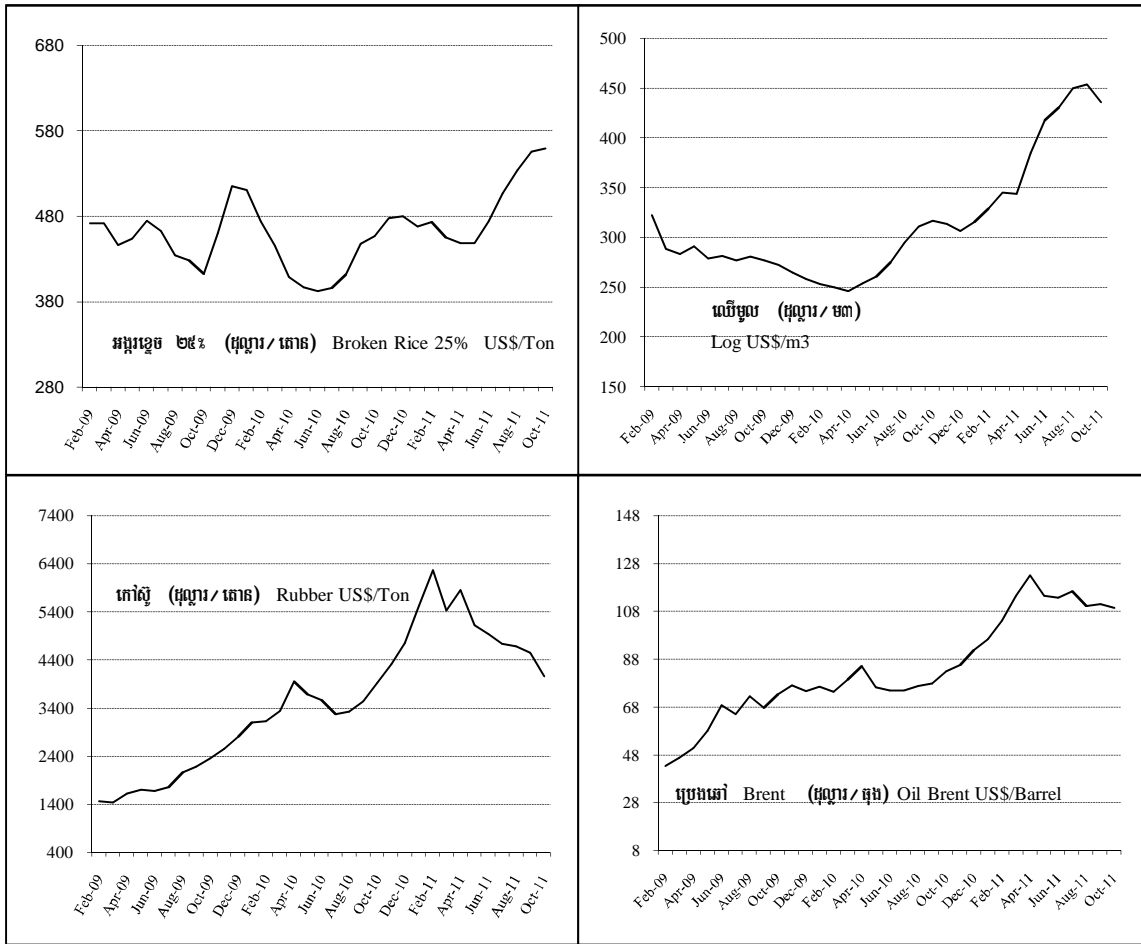 680
580
480
380
280
អង្ករខ្ទេច ២៥% (ដុល្លារ/តោន) Broken Rice 25% US$/Ton
Feb-09
Apr-09
Jun-09
Aug-09
Oct-09
Dec-09
Feb-10
Apr-10
Jun-10
Aug-10
Oct-10
Dec-10
Feb-11
Apr-11
Jun-11
Aug-11
Oct-11
500
450
400
350
300
250
200
150
ឈើមូល (ដុល្លារ/ម៣)
Log US$/m3
Feb-09
Apr-09
Jun-09
Aug-09
Oct-09
Dec-09
Feb-10
Apr-10
Jun-10
Aug-10
Oct-10
Dec-10
Feb-11
Apr-11
Jun-11
Aug-11
Oct-11
7400
6400
5400
4400
3400
2400
1400
400
កៅស៊ូ (ដុល្លារ/តោន) Rubber US$/Ton
Feb-09
Apr-09
Jun-09
Aug-09
Oct-09
Dec-09
Feb-10
Apr-10
Jun-10
Aug-10
Oct-10
Dec-10
Feb-11
Apr-11
Jun-11
Aug-11
Oct-11
148
128
108
88
68
48
28
8
ប្រេងឆៅ Brent (ដុល្លារ/ធុង) Oil Brent US$/Barrel
Feb-09
Apr-09
Jun-09
Aug-09
Oct-09
Dec-09
Feb-10
Apr-10
Jun-10
Aug-10
Oct-10
Dec-10
Feb-11
Apr-11
Jun-11
Aug-11
Oct-11